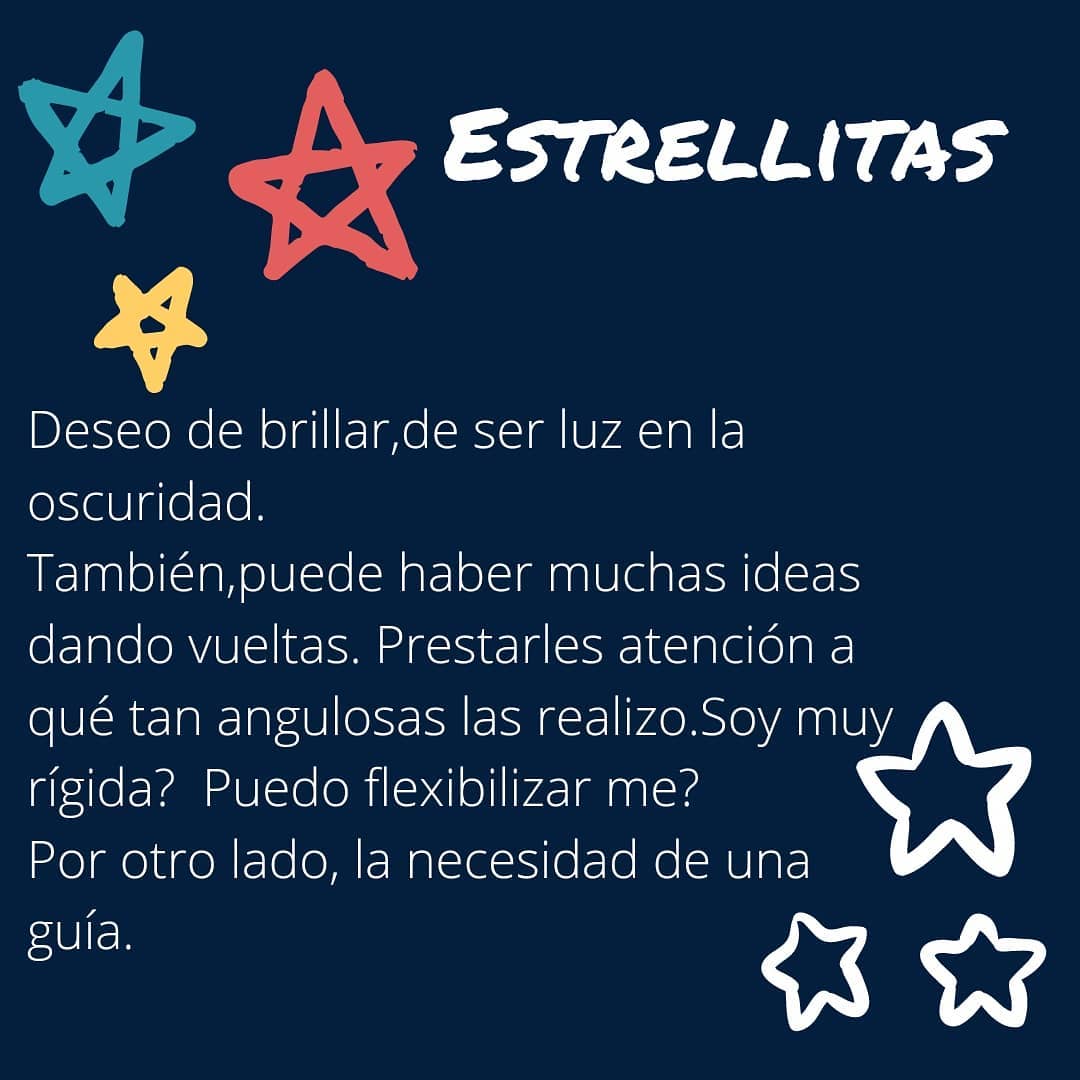 ESTRELLITAS
Deseo de brillar,de ser luz en la
oscuridad.
También,puede haber muchas ideas
dando vueltas. Prestarles atención a
qué tan angulosas las realizo.Soy muy
rígida?  Puedo flexibilizar me?
Por otro lado, la necesidad de una
guía.